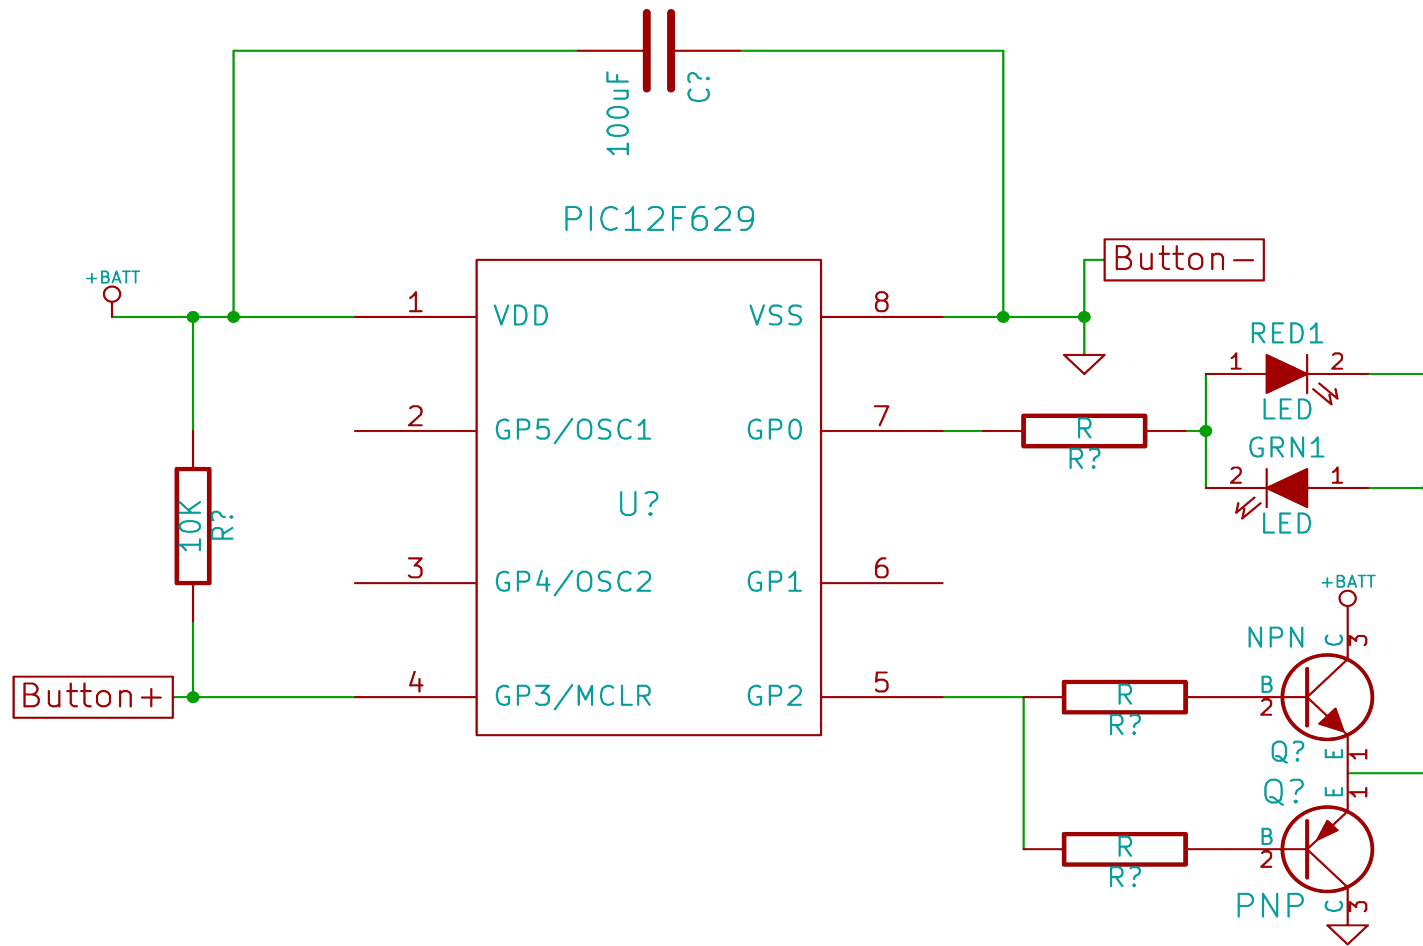 100uF
C?
PIC12F629
+BATT
Button-
1
VDD
VSS
8
RED1
1
2
LED
2
GP5/OSC1
GP0
7
R
R?
GRN1
2
1
LED
10K
R?
U?
3
GP4/OSC2
GP1
6
+BATT
NPN
C
3
Button+
4
GP3/MCLR
GP2
5
R
R?
B
2
Q?
E
1
Q?
E
1
R
R?
B
2
PNP
C
3